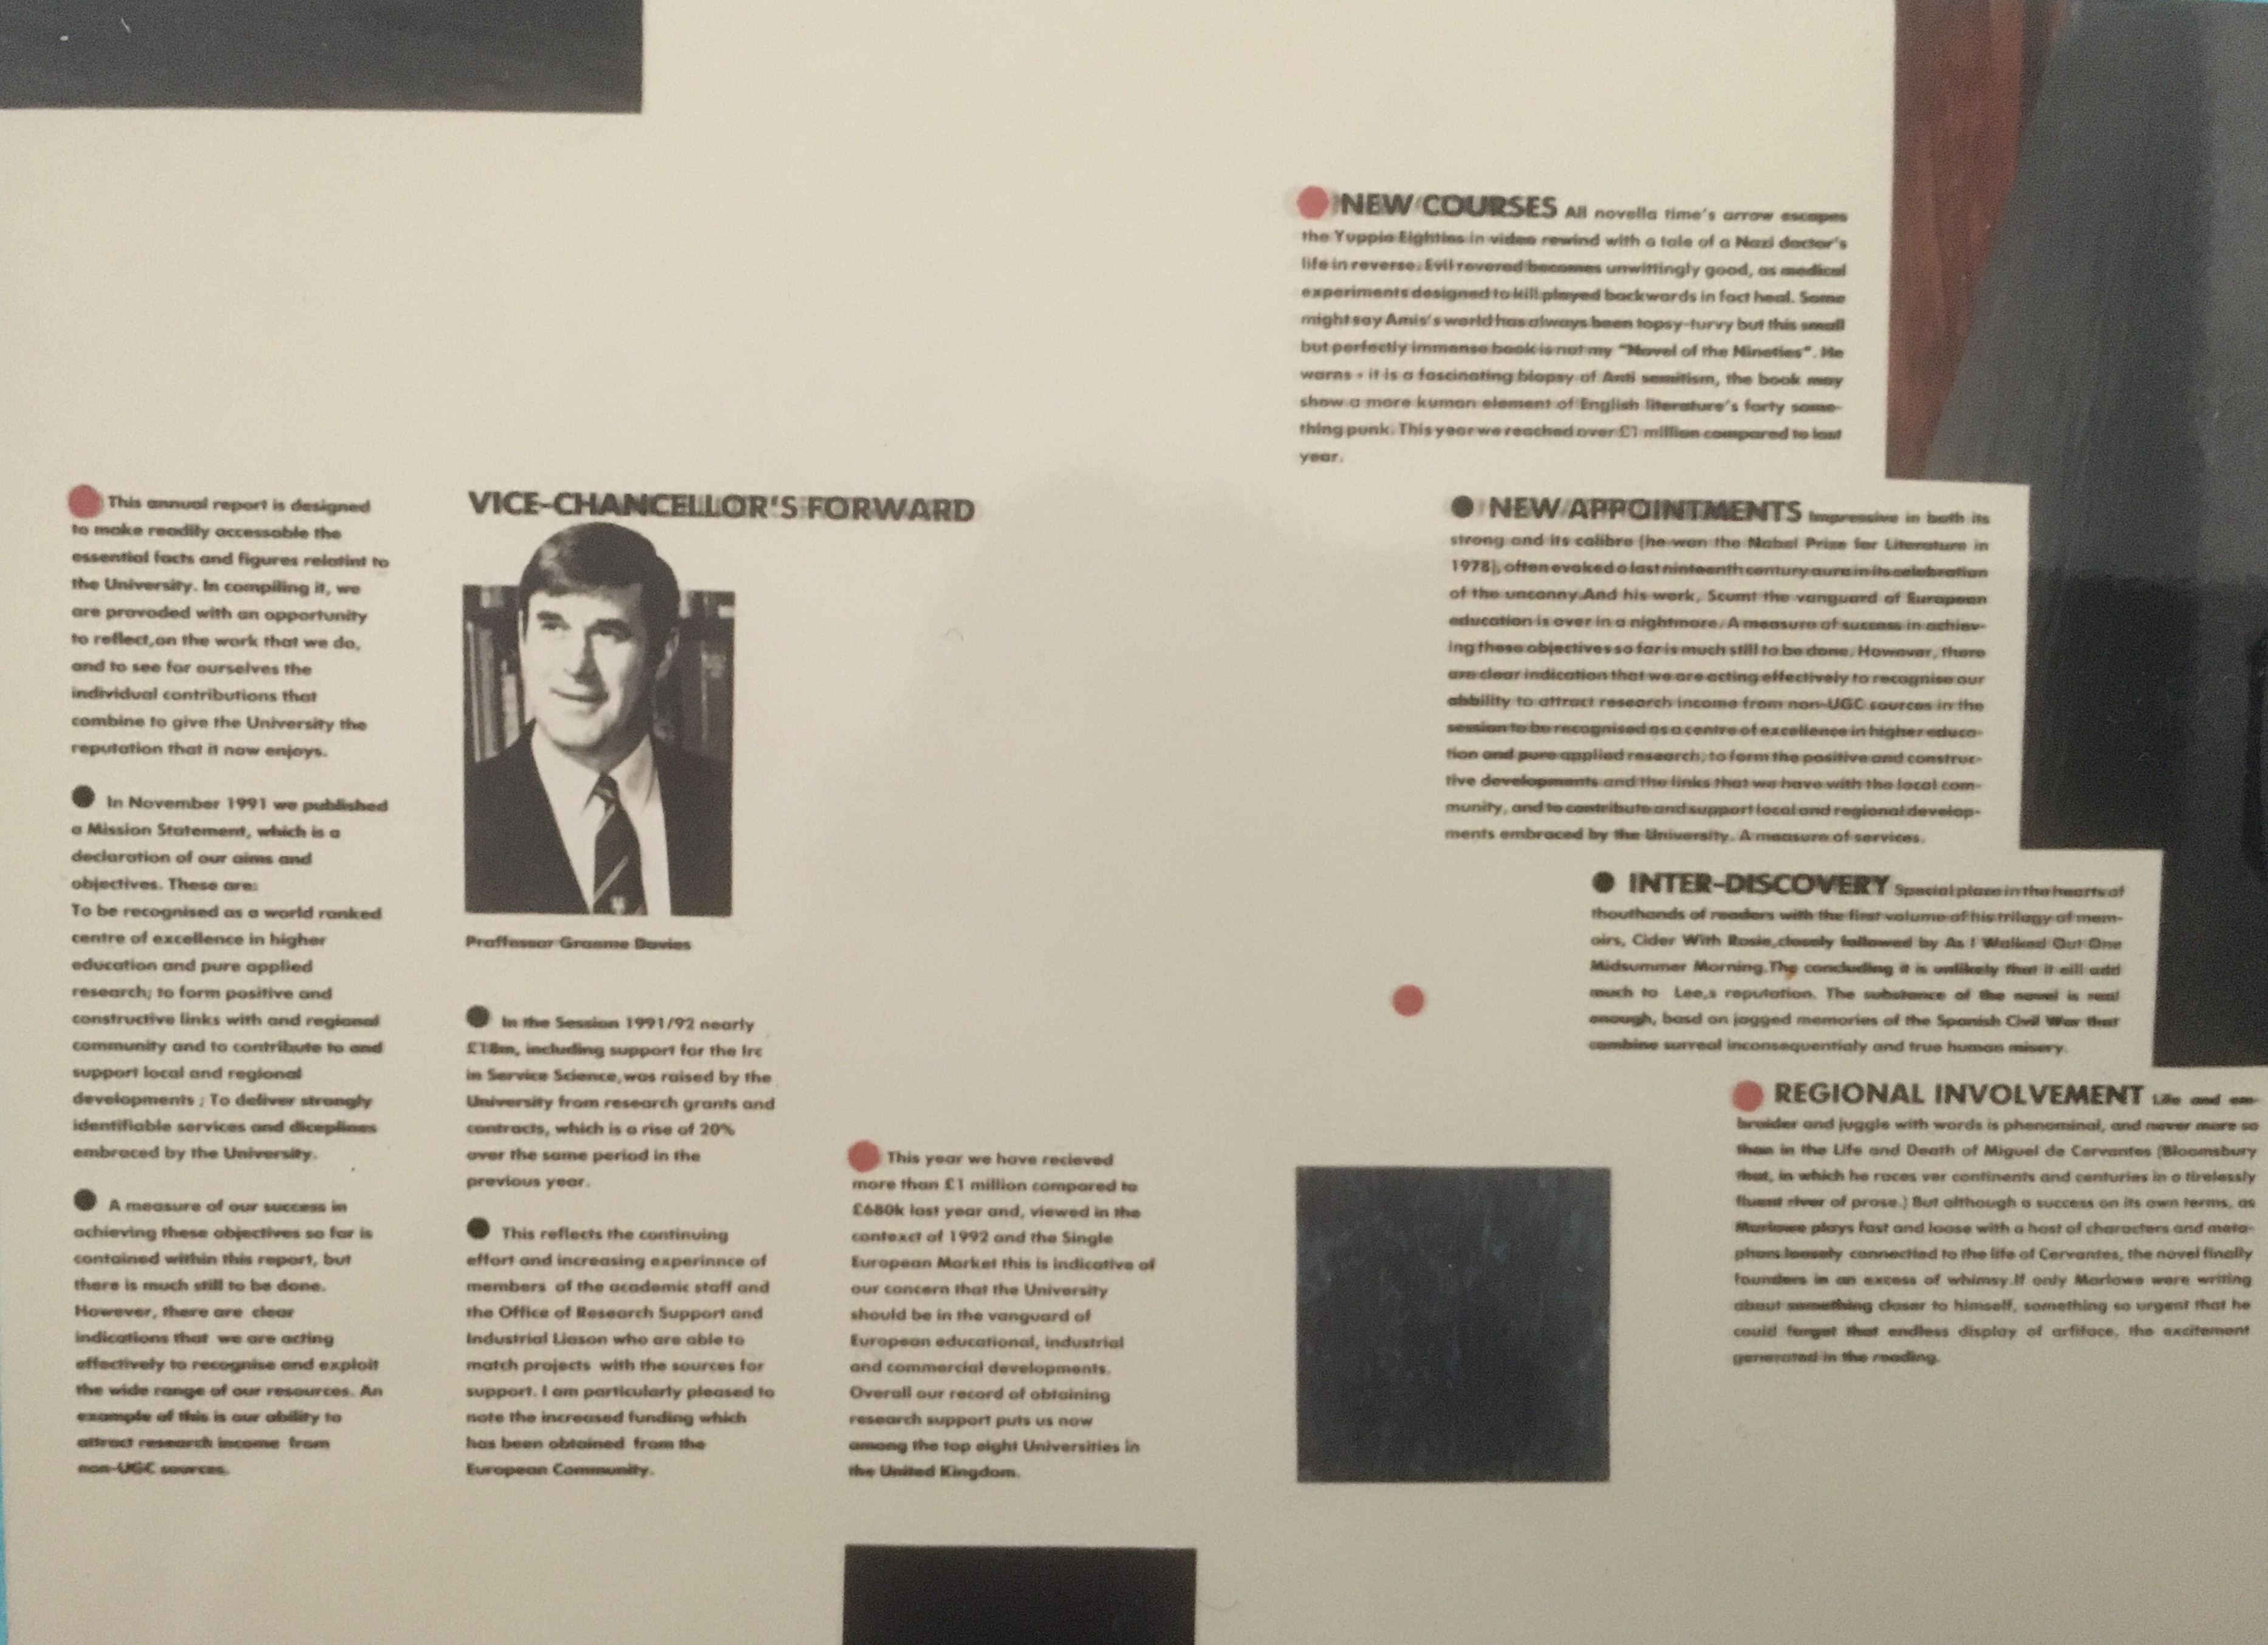 This annual report is designed
to make readily accessable the
essential facts and figures relatint to
the University. In compiling it, we
are provoded with an opportunity
to reflect,on the work that we do,
and to see for ourselves the
individual contributions that
combine to give the University the
reputation that it now enjoys.
In November 1991 we published
a Mission Statement, which is a
declaration of our aims and
objectives. These are:
To be recognised as a world ranked
centre of excellence in higher
education and pure applied
research; to form positive and
constructive links with and regional
community and to contribute to and
support local and regional
developments ; To deliver strongly
identifiable services and diceplines
embraced by the University.
A measure of our success in
achieving these objectives so far is
contained within this report, but
there is much still to be done.
However, there are clear
indications that we are acting
effectively to recognise and exploit
the wide range of our resources. An
example of this is our ability to
attract research income from
non-UGC sources.
VICE-CHANCELLOR'S FORWARD
Proffessor Graeme Davies
In the Session 1991/92 nearly
£18m, including support for the Irc
in Service Science,was raised by the
University from research grants and
contracts, which is a rise of 20%
over the same period in the
previous year.
This reflects the continuing
effort and increasing experinnce of
members of the academic staff and
the Office of Research Support and
Industrial Liason who are able to
match projects with the sources for
support. I am particularly pleased to
note the increased funding which
has been obtained from the
European Community.
This year we have recieved
more than £1 million compared to
£680k last year and, viewed in the
contexct of 1992 and the Single
European Market this is indicative of
our concern that the University
should be in the vanguard of
European educational, industrial
and commercial developments.
Overall our record of obtaining
research support puts us now
among the top eight Universities in
the United Kingdom.
NEW COURSES All novella time's arrow escapes
the Yuppie Eighties in video rewind with a tale of a Nazi doctor's
life in reverse. Evil revered becomes unwittingly good, as medical
experiments designed to kill played backwards in fact heal. Some
might say Amis's world has always been topsy-turvy but this small
but perfectly immense book is not my "Novel of the Nineties". He
warns - it is a fascinating biopsy of Anti semitism, the book may
show a more kuman element of English literature's forty some-
thing punk. This year we reached over £1 million compared to last
year.
NEW APPOINTMENTS Impressive in both its
strong and its calibre (he won the Nobel Prize for Literature in
1978), often evoked a last ninteenth century aura in its celebration
of the uncanny.And his work, Scumt the vanguard of European
education is over in a nightmare. A measure of success in achiev-
ing these objectives so far is much still to be done. However, there
are clear indication that we are acting effectively to recognise our
abbility to attract research income from non-UGC sources in the
session to be recognised as a centre of excellence in higher educa-
tion and pure applied research; to form the positive and construc-
tive developments and the links that we have with the local com-
munity, and to contribute and support local and regional develop-
ments embraced by the University. A measure of services.
INTER-DISCOVERY Special place in the hearts of
thouthands of readers with the first volume of his trilogy of mem-
oirs, Cider With Rosie,closely followed by As I Walked Out One
Midsummer Morning.The concluding it is unlikely that it eill add
much to Lee,s reputation. The substance of the novel is real
enough, basd on jagged memories of the Spanish Civil War that
combine surreal inconsequentialy and true human misery.
REGIONAL INVOLVEMENT Life and em-
broider and juggle with words is phenominal, and never more so
than in the Life and Death of Miguel de Cervantes (Bloomsbury
that, in which he races ver continents and centuries in a tirelessly
fluent river of prose.) But although a success on its own terms, as
Marlowe plays fast and loose with a host of characters and meta-
phors loosely connectied to the life of Cervantes, the novel finally
founders in an excess of whimsy.If only Marlowe were writing
about something closer to himself, something so urgent that he
could forget that endless display of arfiface, the excitement
generated in the reading.